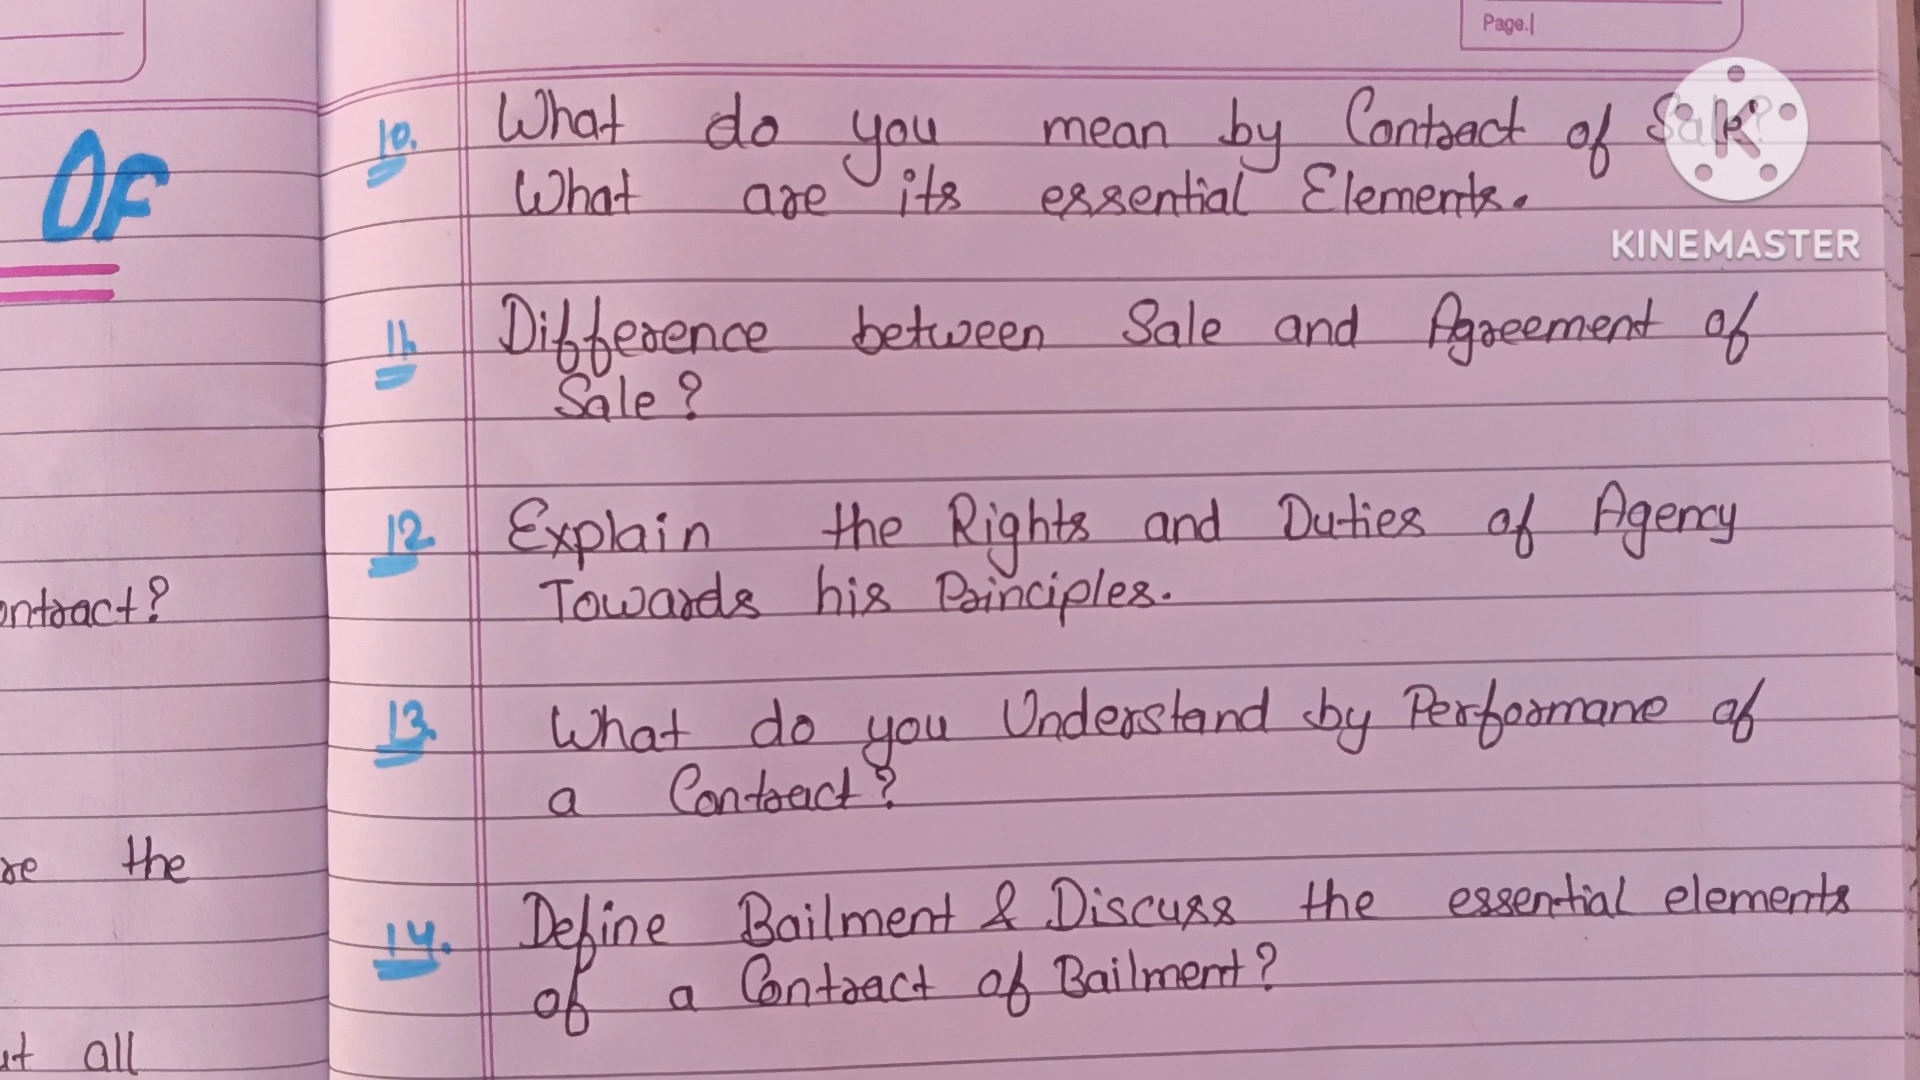 Page.
OF
ontract?
re the
ut all
10. What do you mean by Contract of Sale?
What are its essential Elements.
11. Difference between Sale and Agreement of
Sale?
12. Explain the Rights and Duties of Agency
Towards his Principles.
13. What do you Understand by Performane of
a Contract?
14. Define Bailment & Discuss the essential elements
of a Contract of Bailment?
K
KINEMASTER